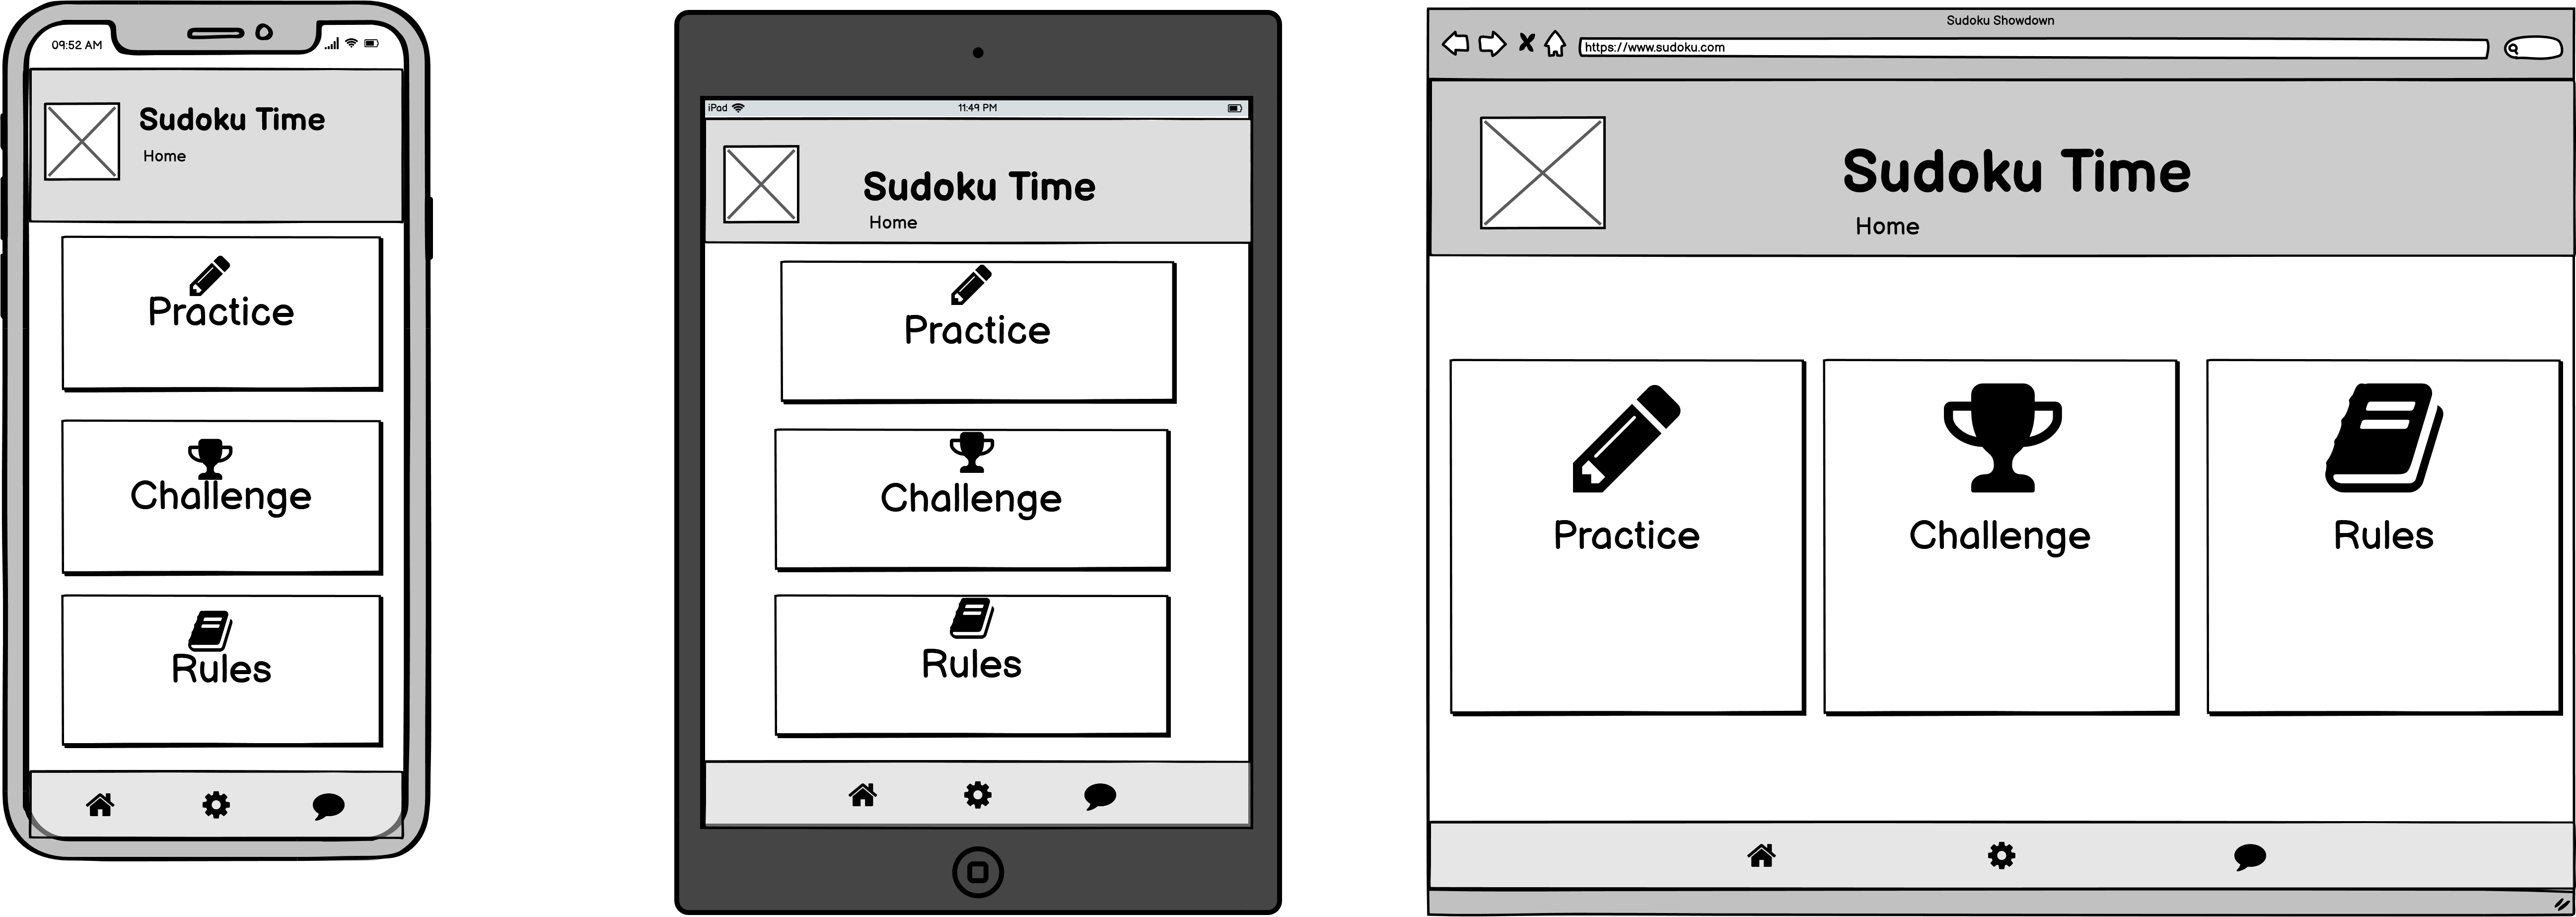 09:52 AM
Sudoku Time
Home
Practice
Challenge
Rules
iPad
11:49 PM
Sudoku Time
Home
Practice
Challenge
Rules
Sudoku Showdown
https://www.sudoku.com
Sudoku Time
Home
Practice
Challenge
Rules